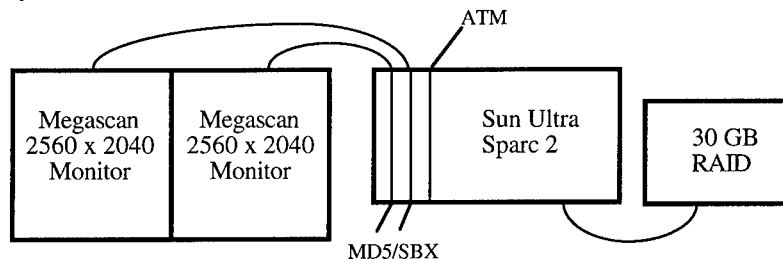 ATM
Megascan
2560 x 2040
Monitor
Megascan
2560 x 2040
Monitor
Sun Ultra
Sparc 2
30 GB
RAID
MD5/SBX